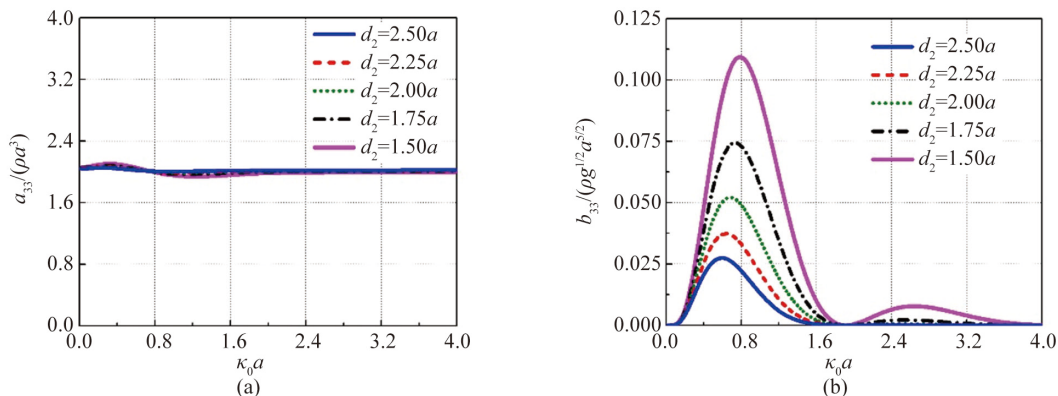 4.0
3.2
2.4
1.6
0.8
0.0
a₃₃/(ρa³)
d₂=2.50a
d₂=2.25a
d₂=2.00a
d₂=1.75a
d₂=1.50a
0.0 0.8 1.6 2.4 3.2 4.0
κ₀a
(a)
0.125
0.100
0.075
0.050
0.025
0.000
b₃₃/(ρg^{1/2}a^{5/2})
d₂=2.50a
d₂=2.25a
d₂=2.00a
d₂=1.75a
d₂=1.50a
0.0 0.8 1.6 2.4 3.2 4.0
κ₀a
(b)